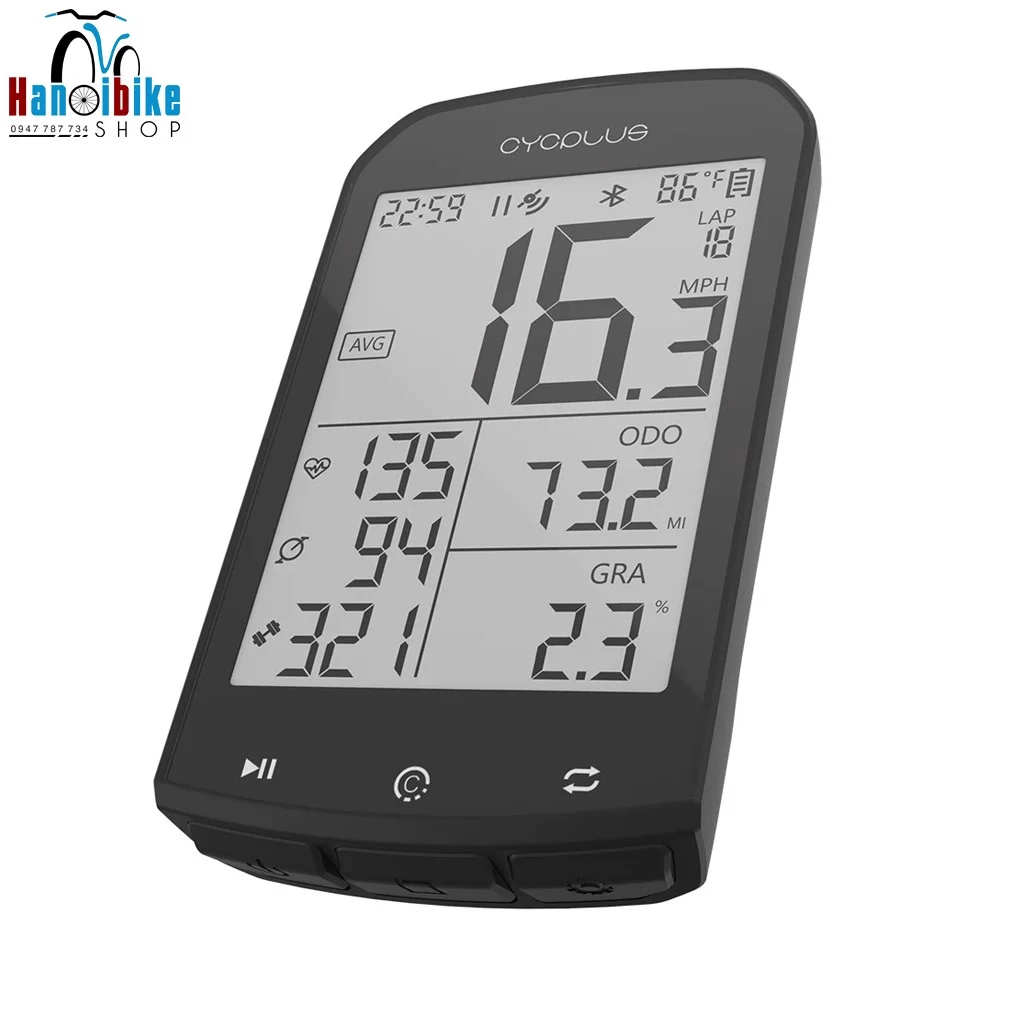 Hanoibike
0947 787 734 SHOP
CYCPLUS
22:59 86°F
LAP
18
MPH
16.3
AVG
135
ODO
73.2 MI
94
GRA
321
2.3 %
C